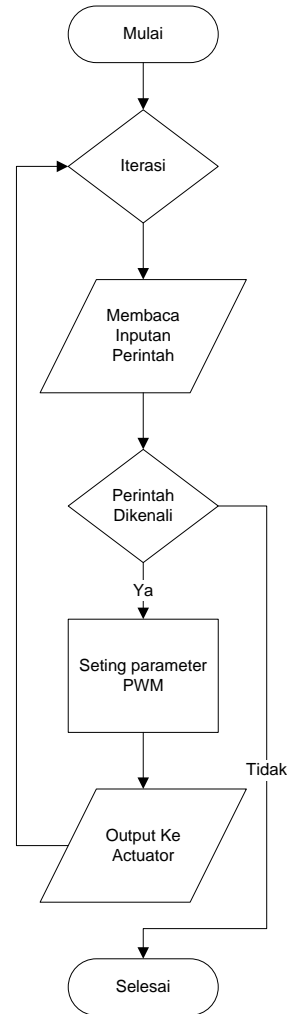 Mulai
Iterasi
Membaca
Inputan
Perintah
Perintah
Dikenali
Ya
Seting parameter
PWM
Tidak
Output Ke
Actuator
Selesai